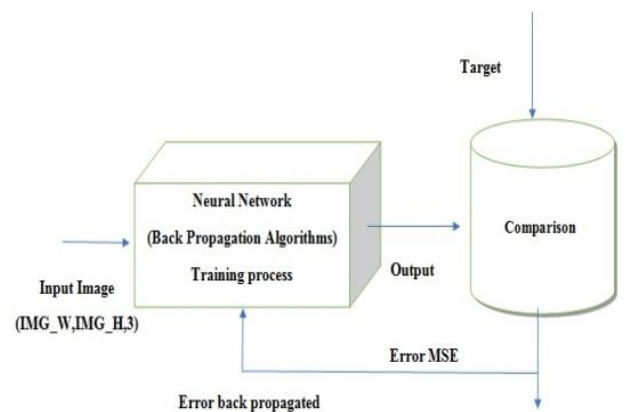 Target
Neural Network
(Back Propagation Algorithms)
Training process
Comparison
Input Image
(IMG_W,IMG_H,3)
Output
Error MSE
Error back propagated